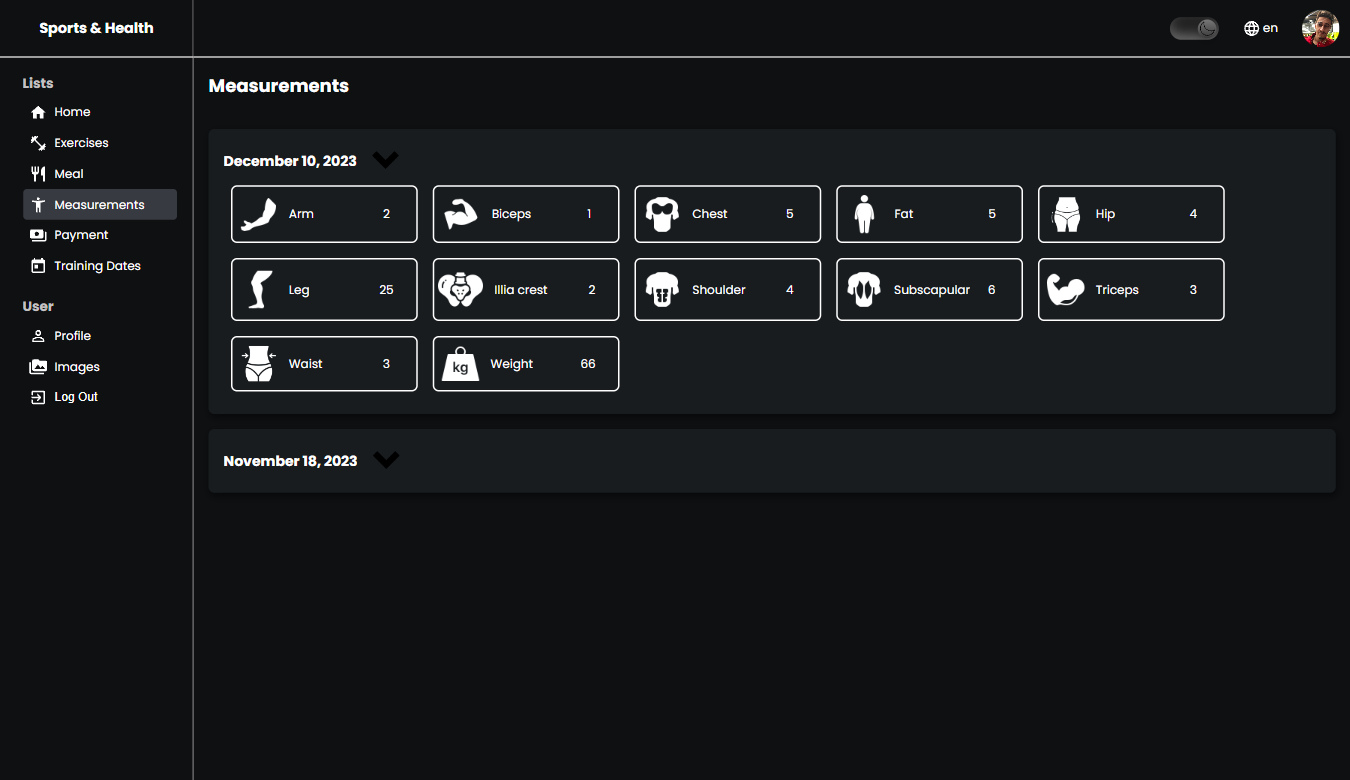 Sports & Health
en
Lists
Home
Exercises
Meal
Measurements
Payment
Training Dates
User
Profile
Images
Log Out
Measurements
December 10, 2023
Arm 2
Biceps 1
Chest 5
Fat 5
Hip 4
Leg 25
Illia crest 2
Shoulder 4
Subscapular 6
Triceps 3
Waist 3
kg Weight 66
November 18, 2023